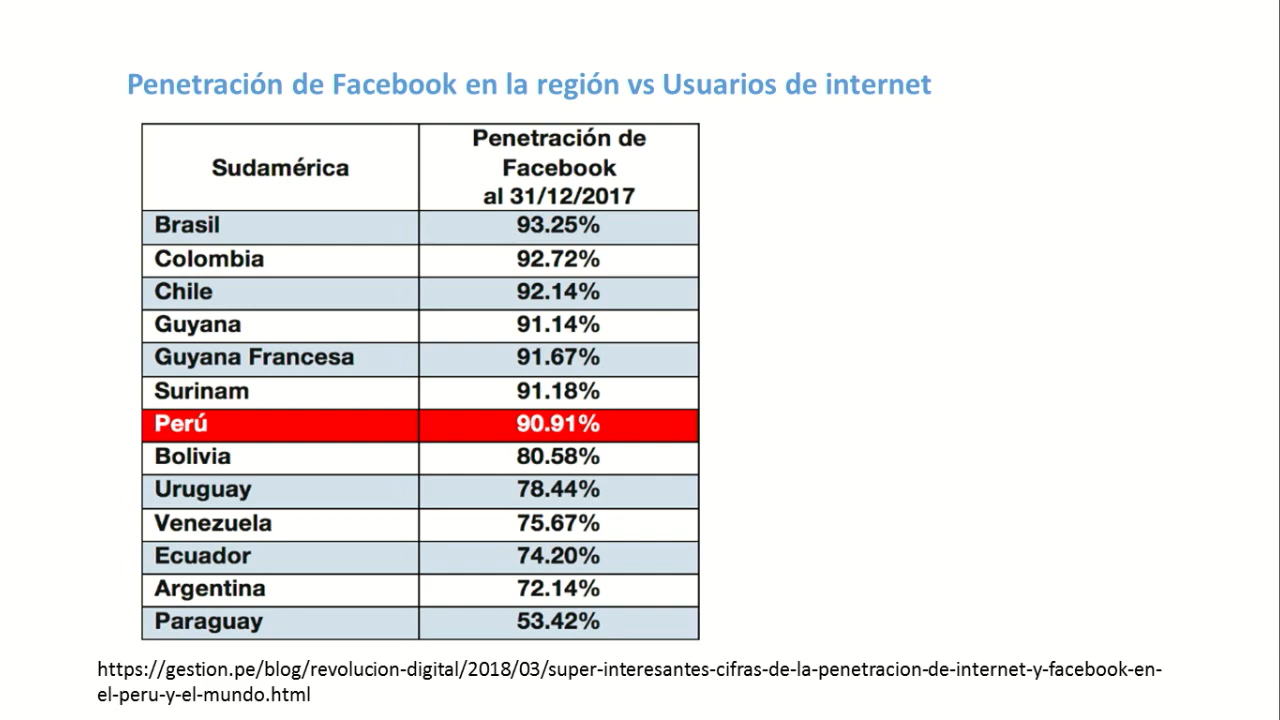 Penetración de Facebook en la región vs Usuarios de internet
Sudamérica
Penetración de
Facebook
al 31/12/2017
Brasil 93.25%
Colombia 92.72%
Chile 92.14%
Guyana 91.14%
Guyana Francesa 91.67%
Surinam 91.18%
Perú 90.91%
Bolivia 80.58%
Uruguay 78.44%
Venezuela 75.67%
Ecuador 74.20%
Argentina 72.14%
Paraguay 53.42%
https://gestion.pe/blog/revolucion-digital/2018/03/super-interesantes-cifras-de-la-penetracion-de-internet-y-facebook-en-
el-peru-y-el-mundo.html